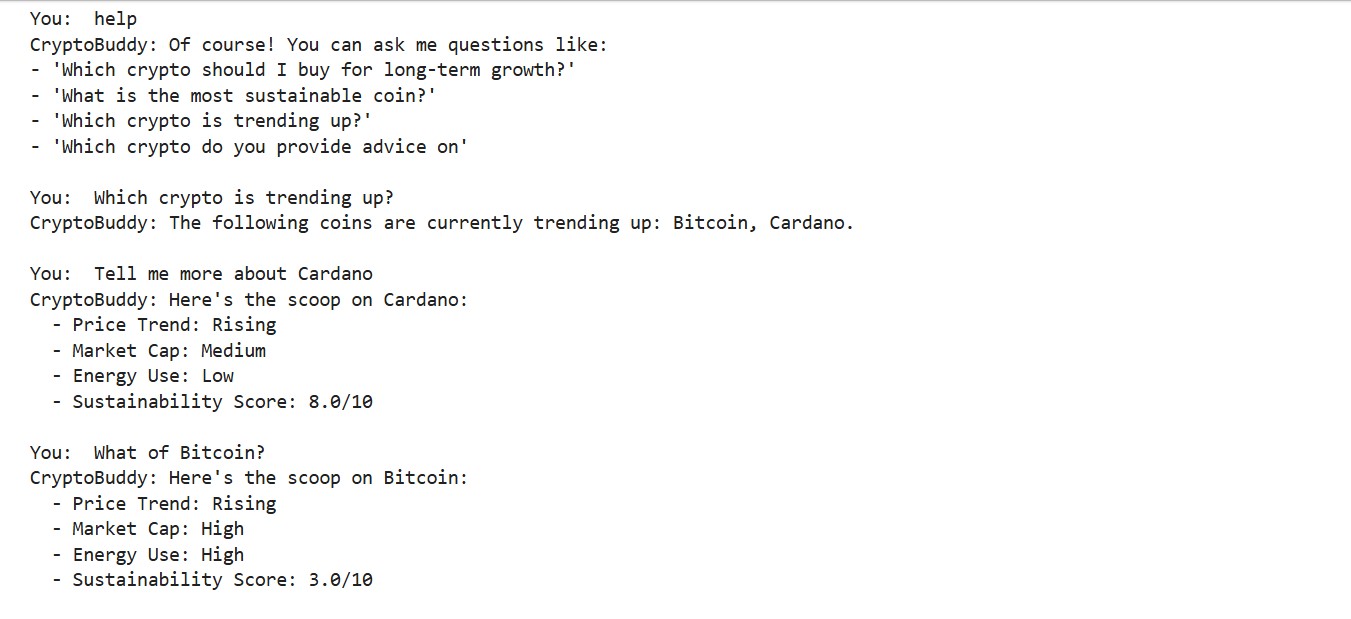 You:  help
CryptoBuddy: Of course! You can ask me questions like:
- 'Which crypto should I buy for long-term growth?'
- 'What is the most sustainable coin?'
- 'Which crypto is trending up?'
- 'Which crypto do you provide advice on'
You:  Which crypto is trending up?
CryptoBuddy: The following coins are currently trending up: Bitcoin, Cardano.
You:  Tell me more about Cardano
CryptoBuddy: Here's the scoop on Cardano:
- Price Trend: Rising
- Market Cap: Medium
- Energy Use: Low
- Sustainability Score: 8.0/10
You:  What of Bitcoin?
CryptoBuddy: Here's the scoop on Bitcoin:
- Price Trend: Rising
- Market Cap: High
- Energy Use: High
- Sustainability Score: 3.0/10